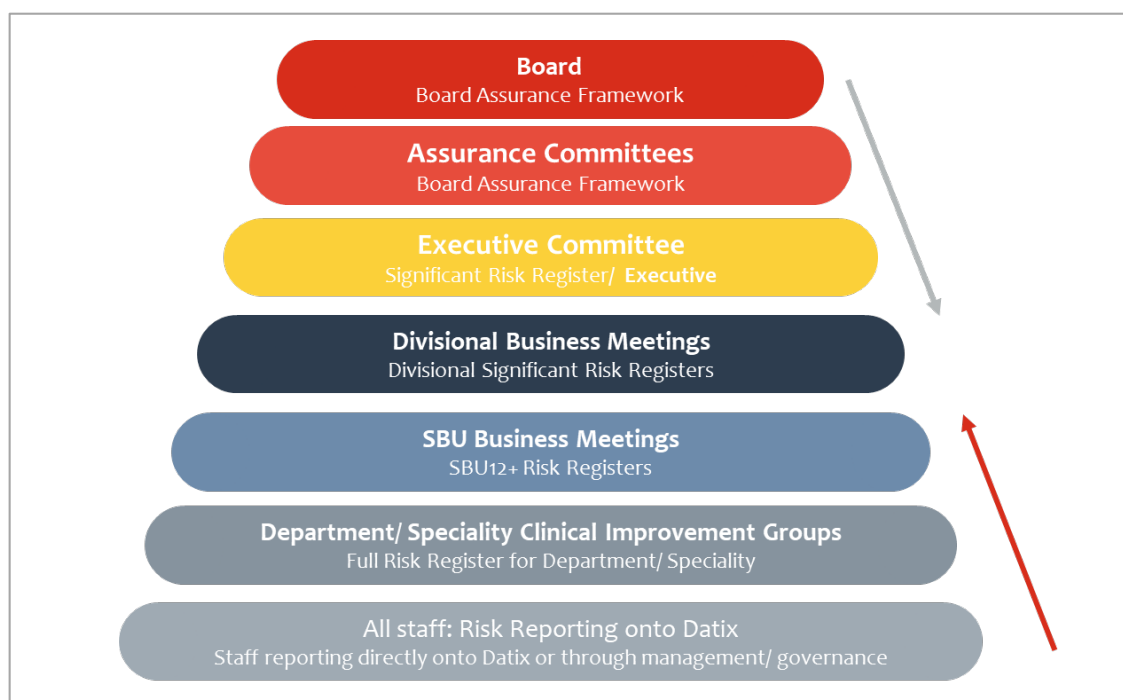 Board
Board Assurance Framework
Assurance Committees
Board Assurance Framework
Executive Committee
Significant Risk Register/ Executive
Divisional Business Meetings
Divisional Significant Risk Registers
SBU Business Meetings
SBU12+ Risk Registers
Department/ Speciality Clinical Improvement Groups
Full Risk Register for Department/ Speciality
All staff: Risk Reporting onto Datix
Staff reporting directly onto Datix or through management/ governance